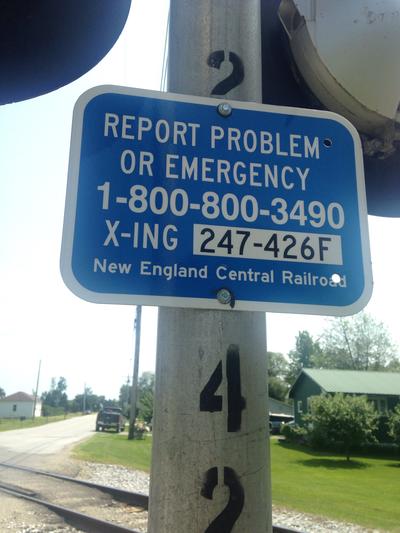 2
REPORT PROBLEM
OR EMERGENCY
1-800-800-3490
X-ING 247-426F
New England Central Railroad
4
2